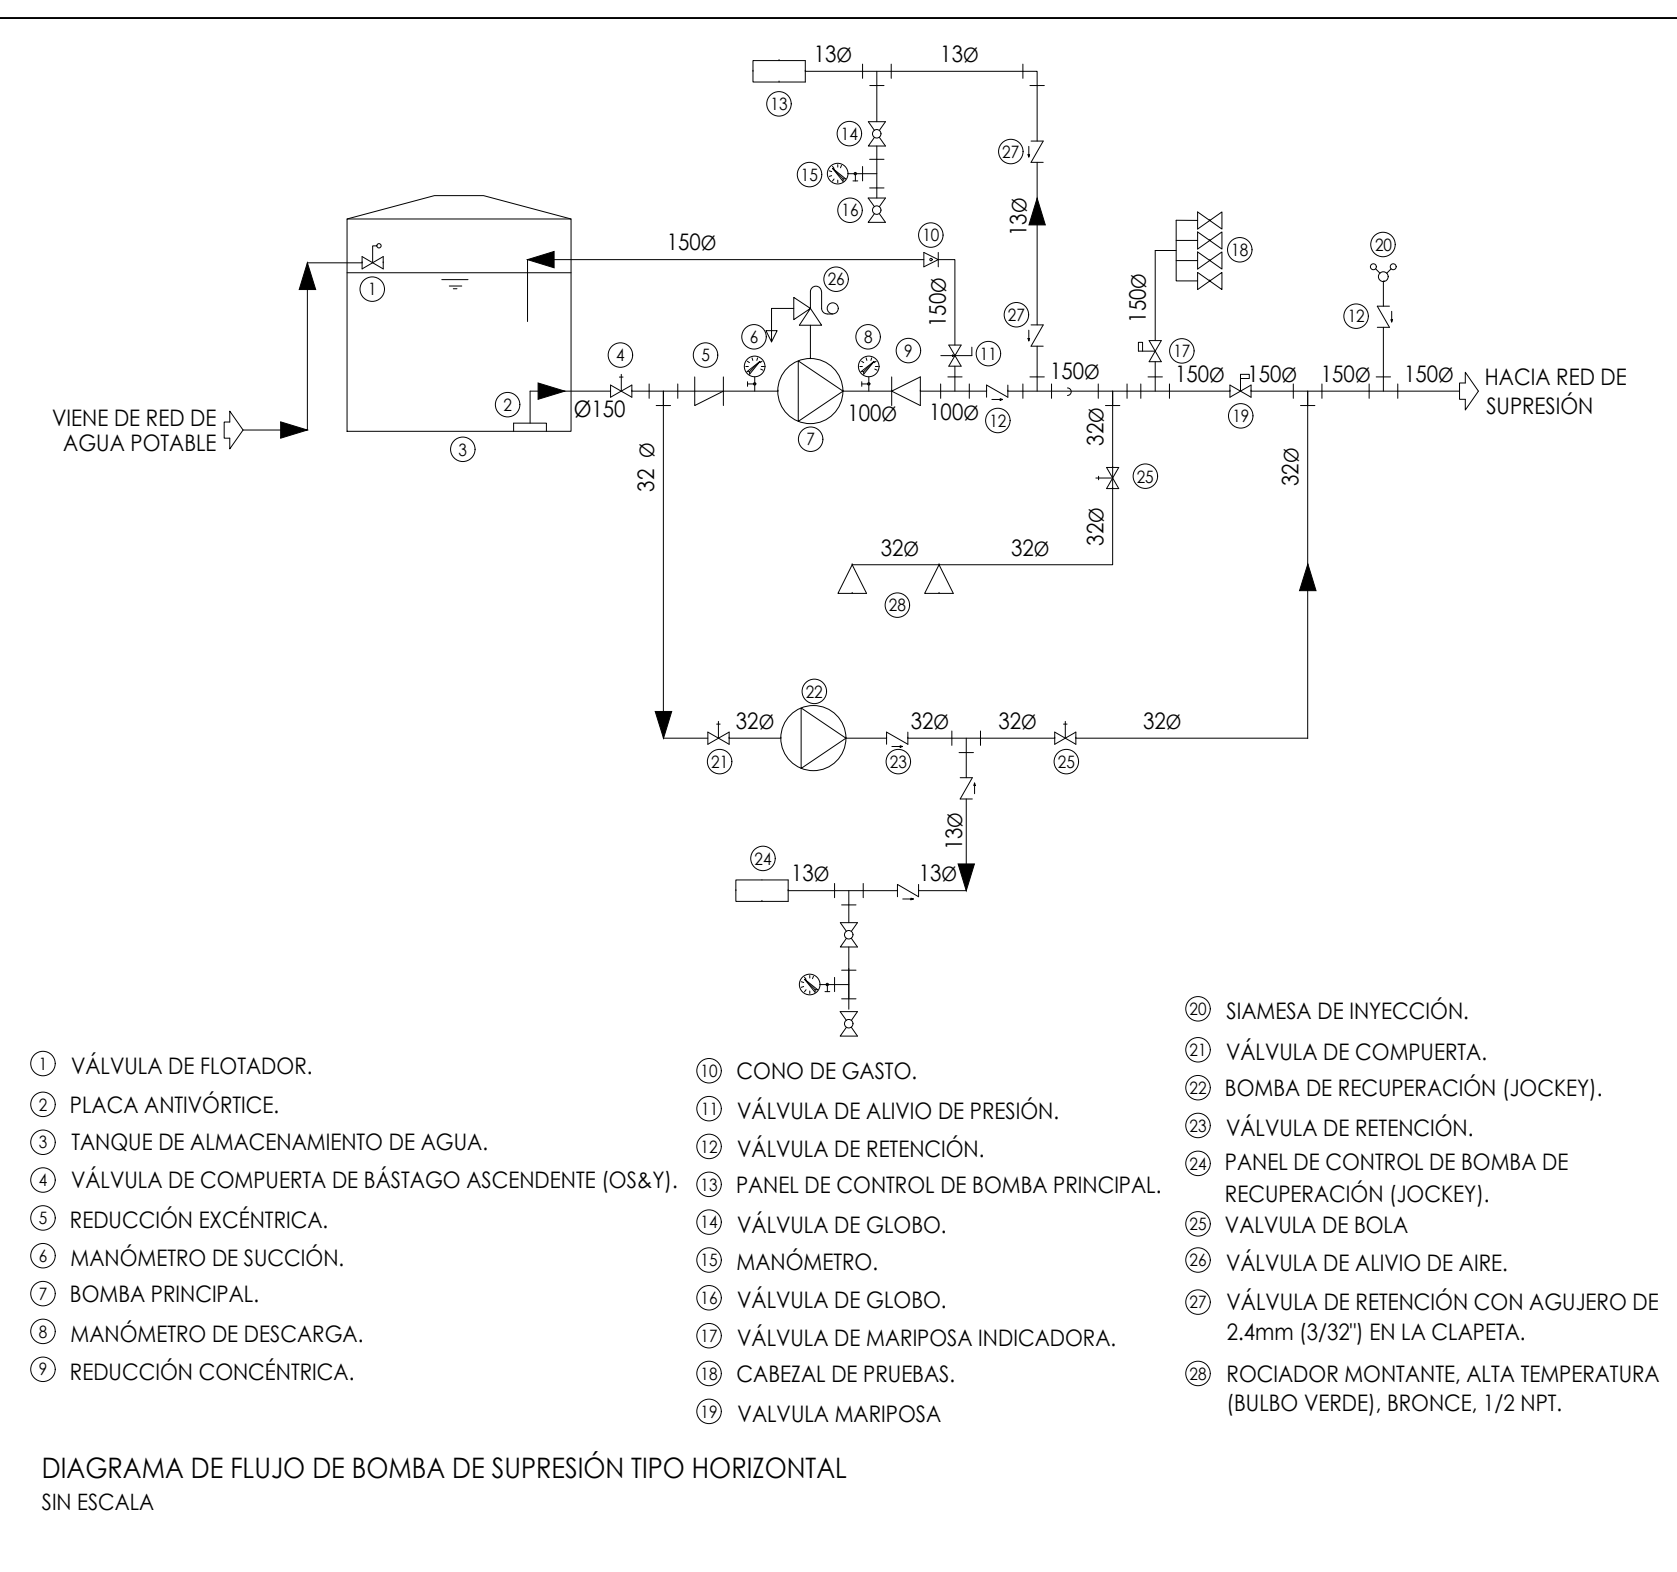 13Ø 13Ø
13
14
27
15
16
13Ø
10
20
18
150Ø
26
150Ø
150Ø
27
12
1
6
8
4
5
9
11
17
150Ø 150Ø 150Ø 150Ø 150Ø
HACIA RED DE
SUPRESIÓN
2
Ø150
100Ø 100Ø
12
19
VIENE DE RED DE
AGUA POTABLE
3
7
32Ø
32 Ø
25
32Ø
32Ø
32Ø 32Ø
28
22
32Ø 32Ø 32Ø 32Ø
21
23
25
13Ø
24
13Ø 13Ø
1 VÁLVULA DE FLOTADOR.
2 PLACA ANTIVÓRTICE.
3 TANQUE DE ALMACENAMIENTO DE AGUA.
4 VÁLVULA DE COMPUERTA DE BÁSTAGO ASCENDENTE (OS&Y).
5 REDUCCIÓN EXCÉNTRICA.
6 MANÓMETRO DE SUCCIÓN.
7 BOMBA PRINCIPAL.
8 MANÓMETRO DE DESCARGA.
9 REDUCCIÓN CONCÉNTRICA.
10 CONO DE GASTO.
11 VÁLVULA DE ALIVIO DE PRESIÓN.
12 VÁLVULA DE RETENCIÓN.
13 PANEL DE CONTROL DE BOMBA PRINCIPAL.
14 VÁLVULA DE GLOBO.
15 MANÓMETRO.
16 VÁLVULA DE GLOBO.
17 VÁLVULA DE MARIPOSA INDICADORA.
18 CABEZAL DE PRUEBAS.
19 VALVULA MARIPOSA
20 SIAMESA DE INYECCIÓN.
21 VÁLVULA DE COMPUERTA.
22 BOMBA DE RECUPERACIÓN (JOCKEY).
23 VÁLVULA DE RETENCIÓN.
24 PANEL DE CONTROL DE BOMBA DE
RECUPERACIÓN (JOCKEY).
25 VALVULA DE BOLA
26 VÁLVULA DE ALIVIO DE AIRE.
27 VÁLVULA DE RETENCIÓN CON AGUJERO DE
2.4mm (3/32") EN LA CLAPETA.
28 ROCIADOR MONTANTE, ALTA TEMPERATURA
(BULBO VERDE), BRONCE, 1/2 NPT.
DIAGRAMA DE FLUJO DE BOMBA DE SUPRESIÓN TIPO HORIZONTAL
SIN ESCALA